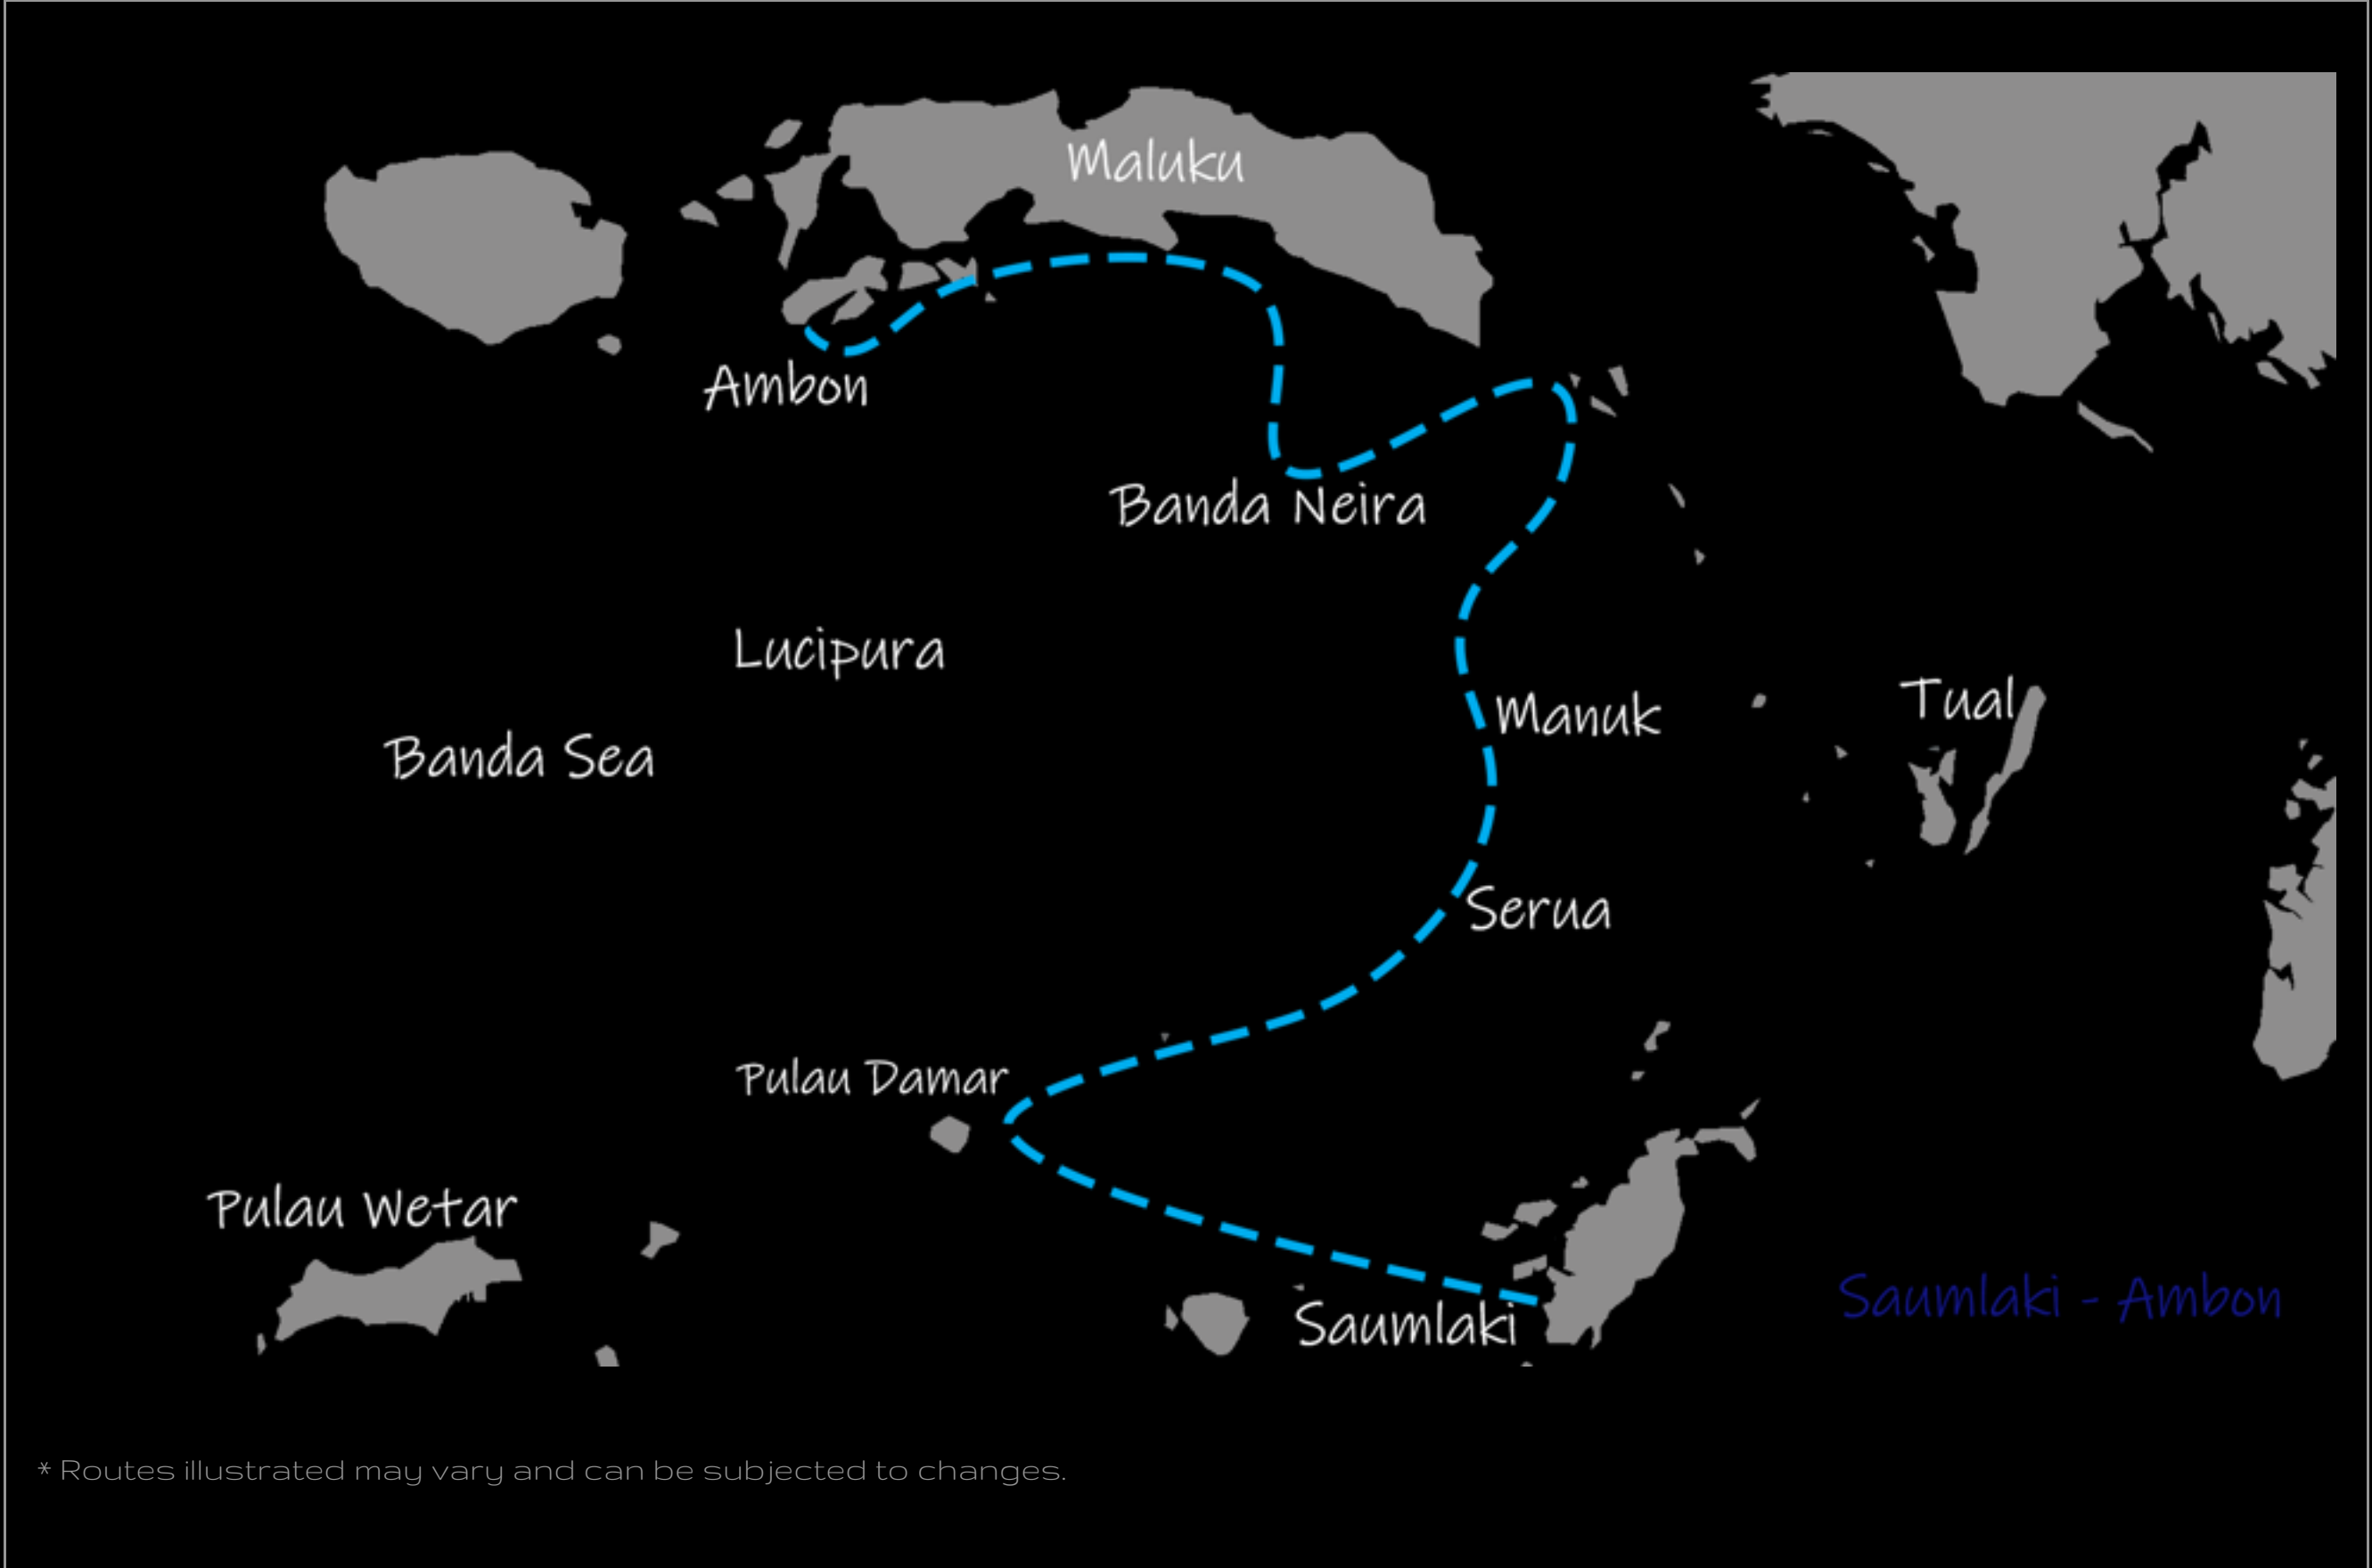 Maluku
Ambon
Banda Neira
Lucipura
Manuk
Tual
Banda Sea
Serua
Pulau Damar
Pulau Wetar
Saumlaki
Saumlaki - Ambon
* Routes illustrated may vary and can be subjected to changes.